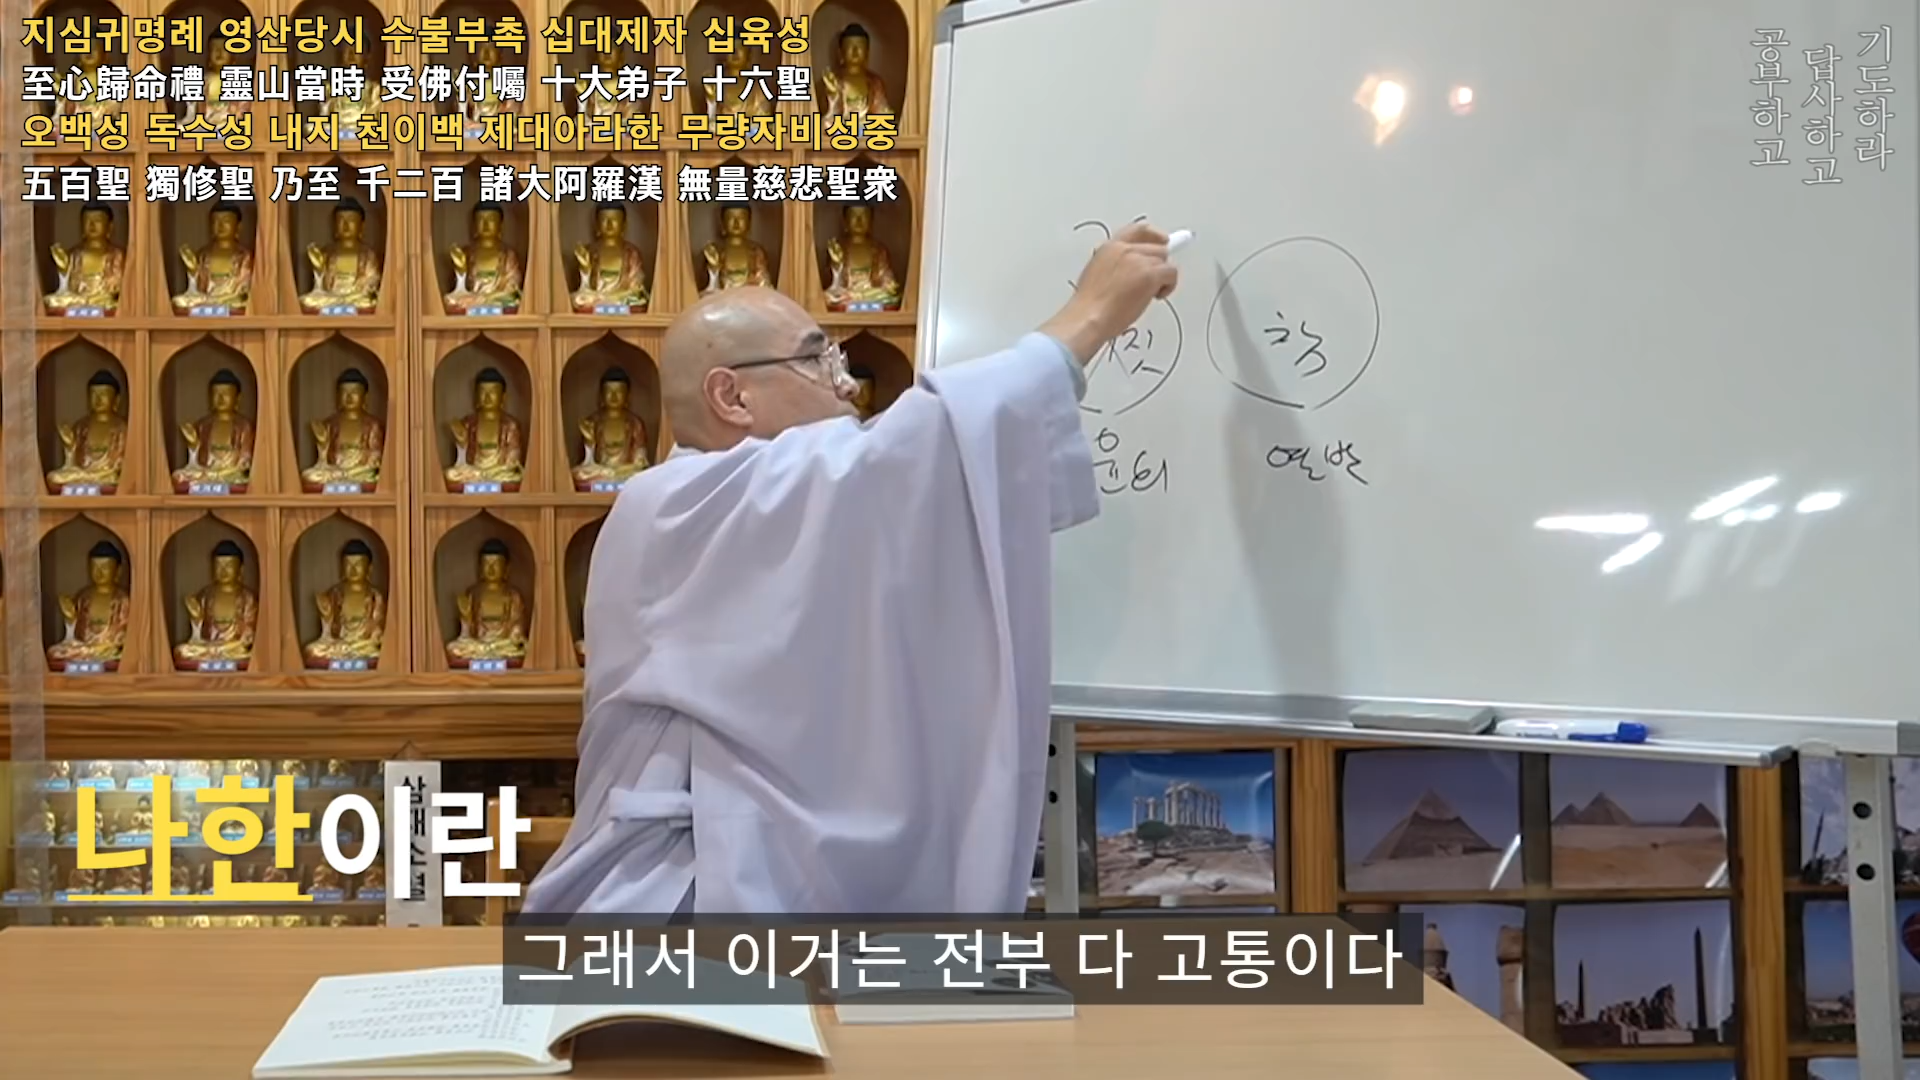 지심귀명례 영산당시 수불부촉 십대제자 십육성
至心歸命禮 靈山當時 受佛付囑 十大弟子 十六聖
오백성 독수성 내지 천이백 제대아라한 무량자비성중
五百聖 獨修聖 乃至 千二百 諸大阿羅漢 無量慈悲聖衆
기도하라
답사하고
공부하고
윤회
열반
나한이란
그래서 이거는 전부 다 고통이다